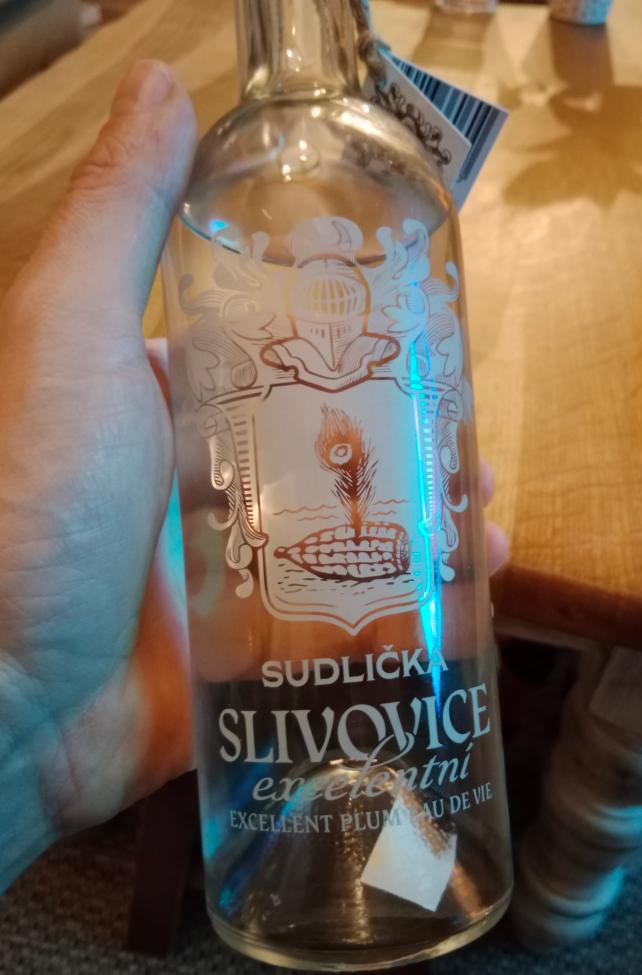 SUDLIČKA
SLIVOVICE
excelentní
EXCELLENT PLUM EAU DE VIE